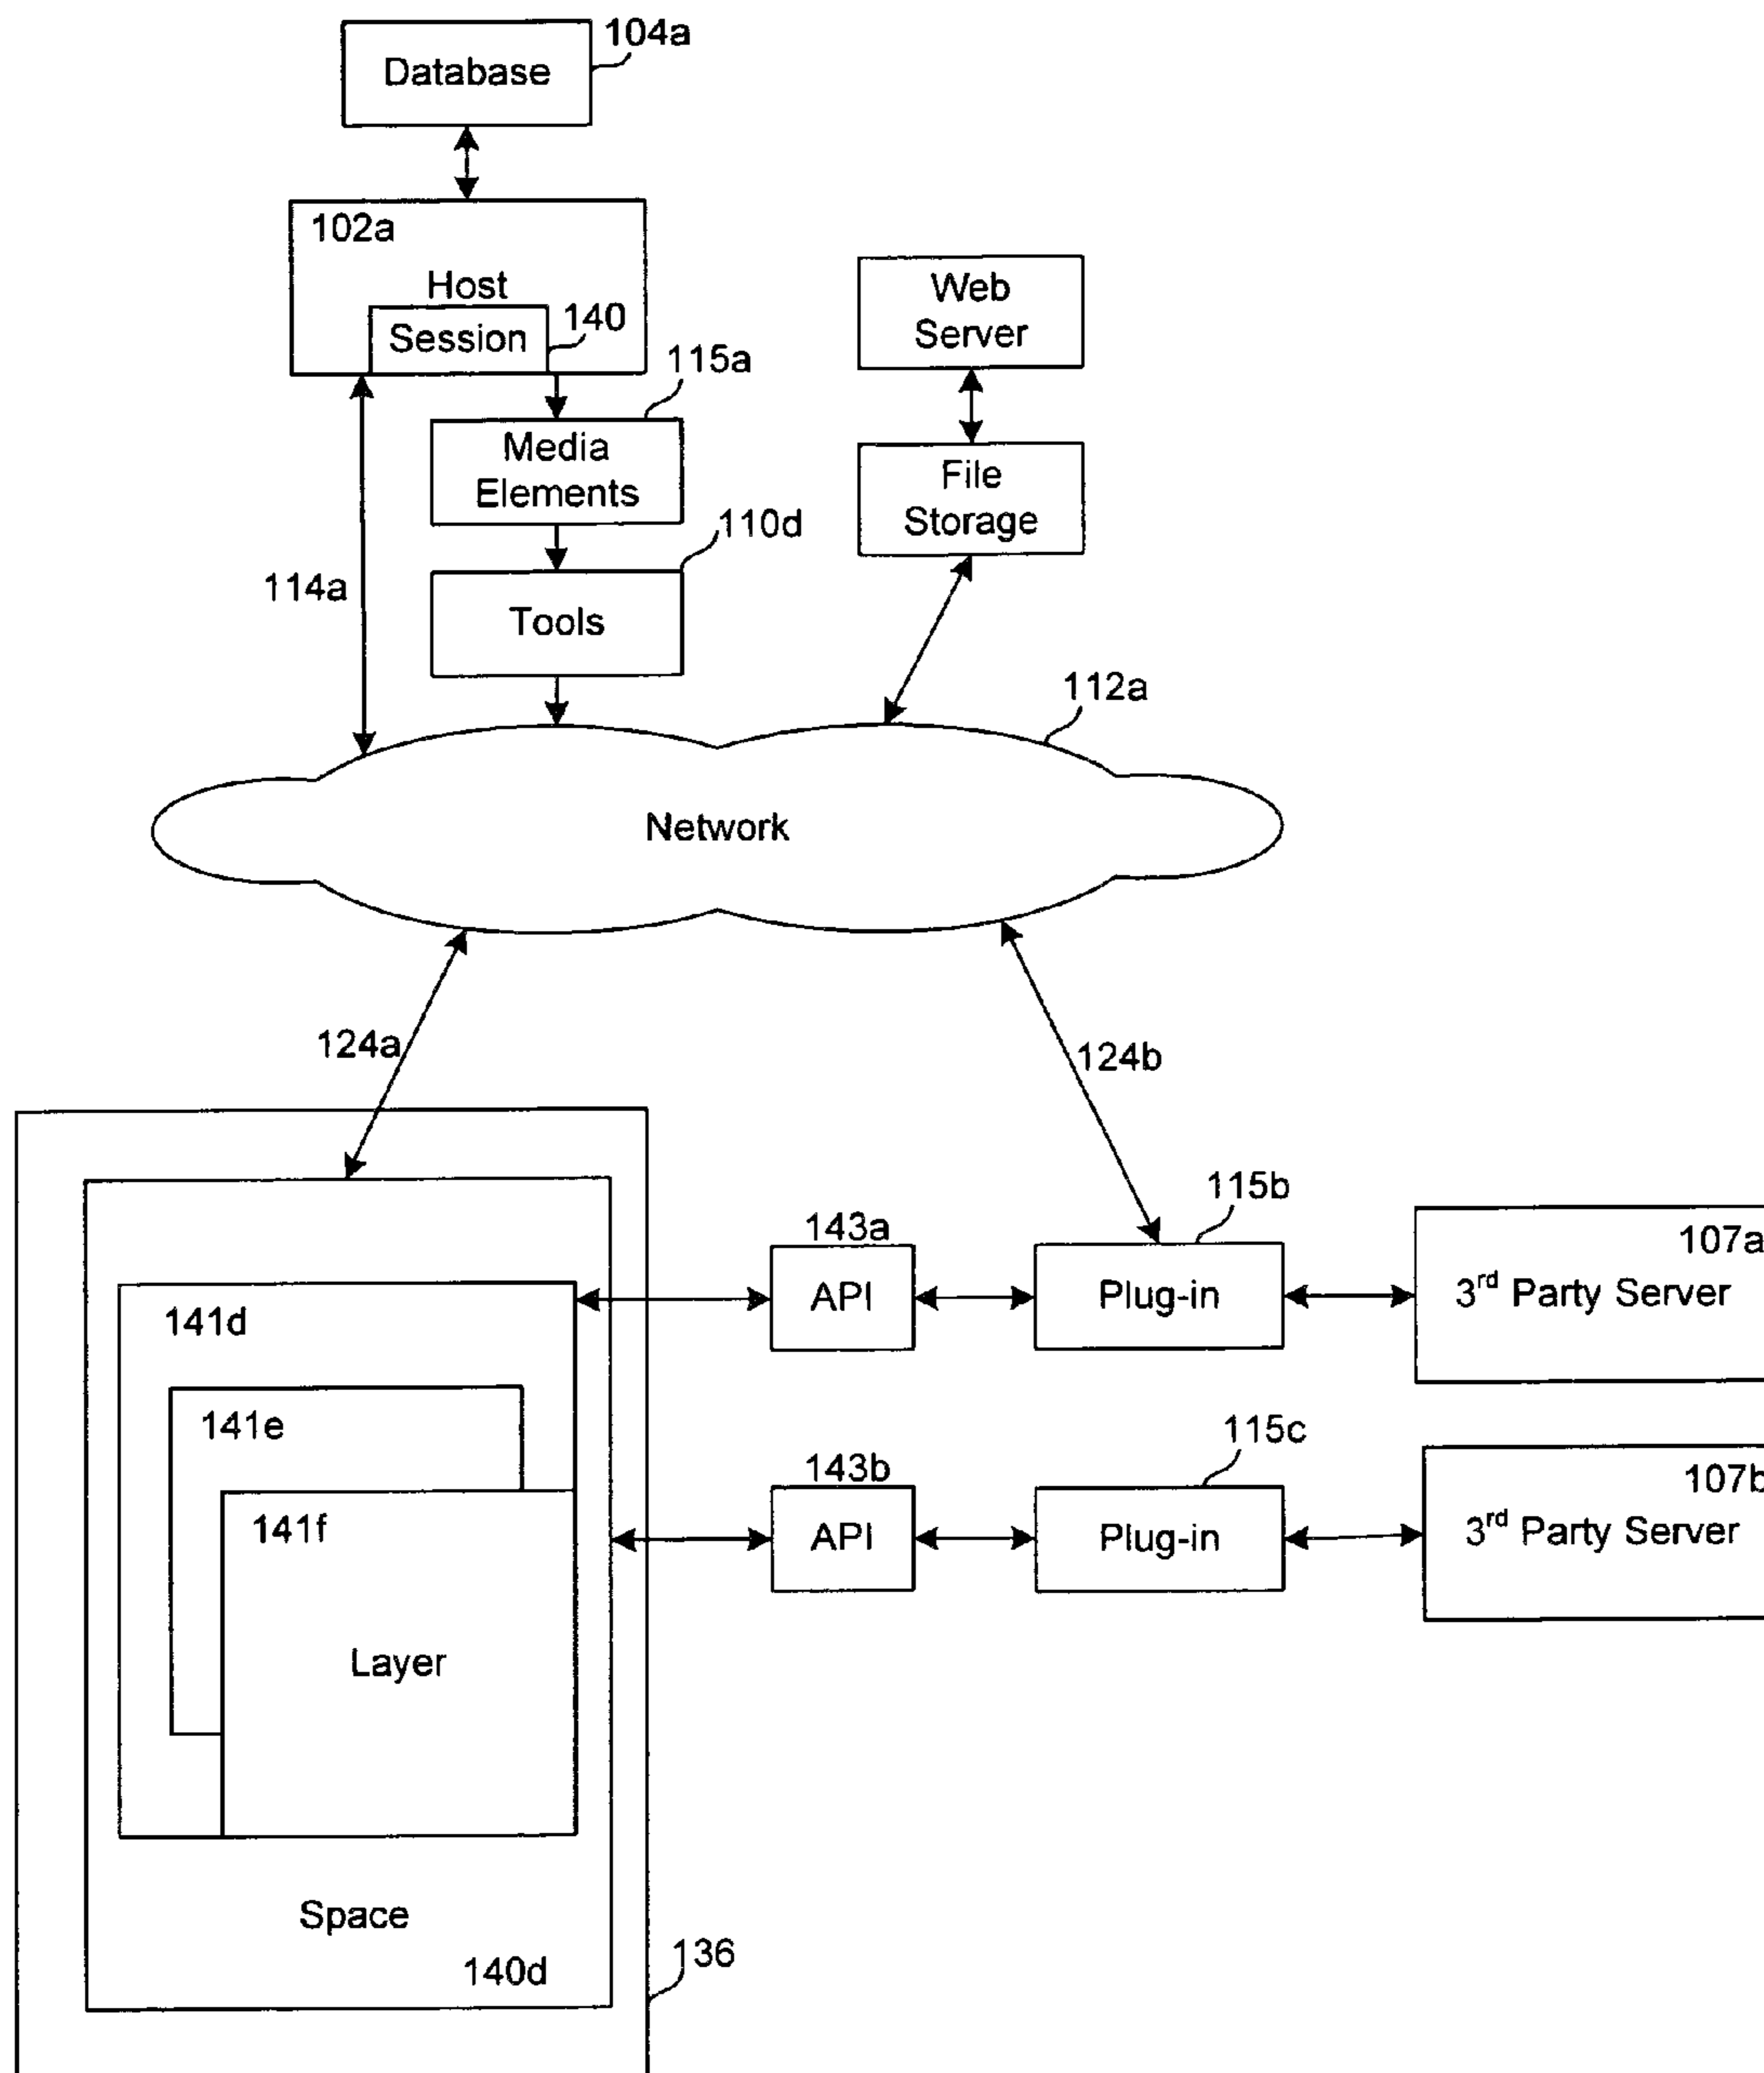 104a
Database
102a
Host
Session
140
Web
Server
115a
Media
Elements
File
Storage
110d
114a
Tools
112a
Network
124a
124b
115b
143a
107a
141d
API
Plug-in
3rd Party Server
141e
115c
143b
107b
141f
API
Plug-in
3rd Party Server
Layer
Space
136
140d